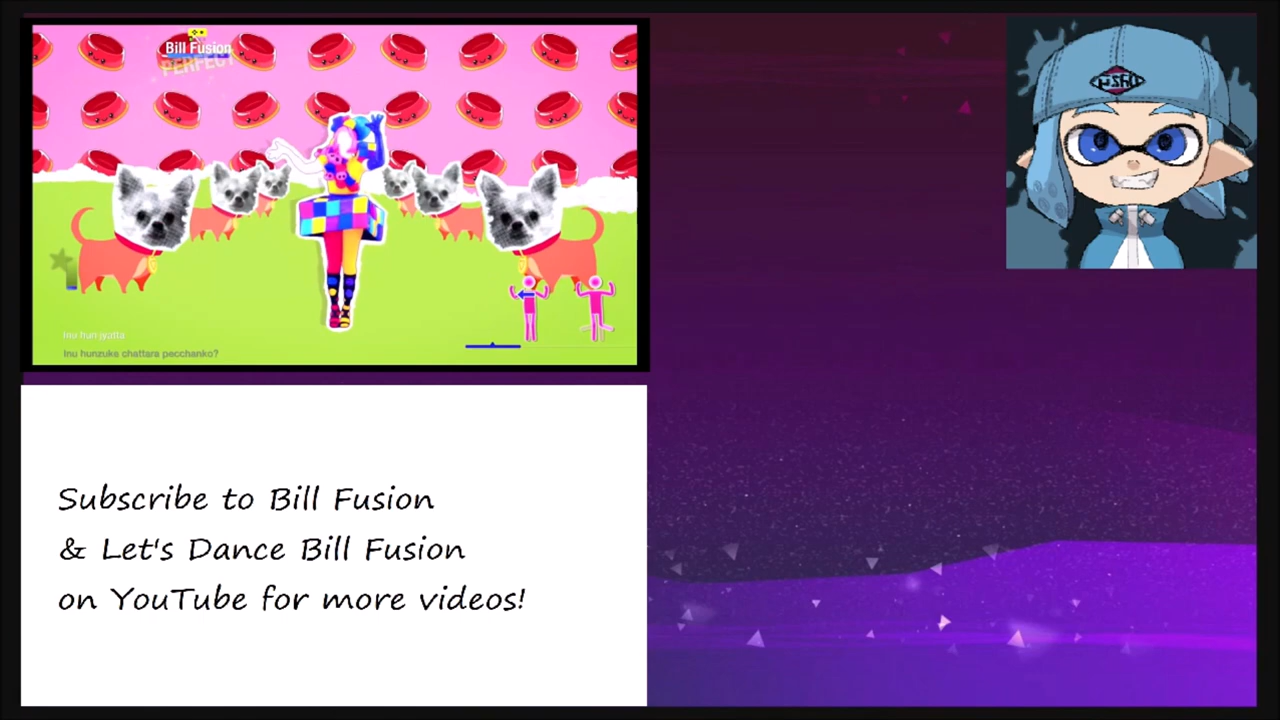 Bill Fusion
PERFECT
Inu hun jyatta
Inu hunzuke chattara pecchanko?
Subscribe to Bill Fusion
& Let's Dance Bill Fusion
on YouTube for more videos!